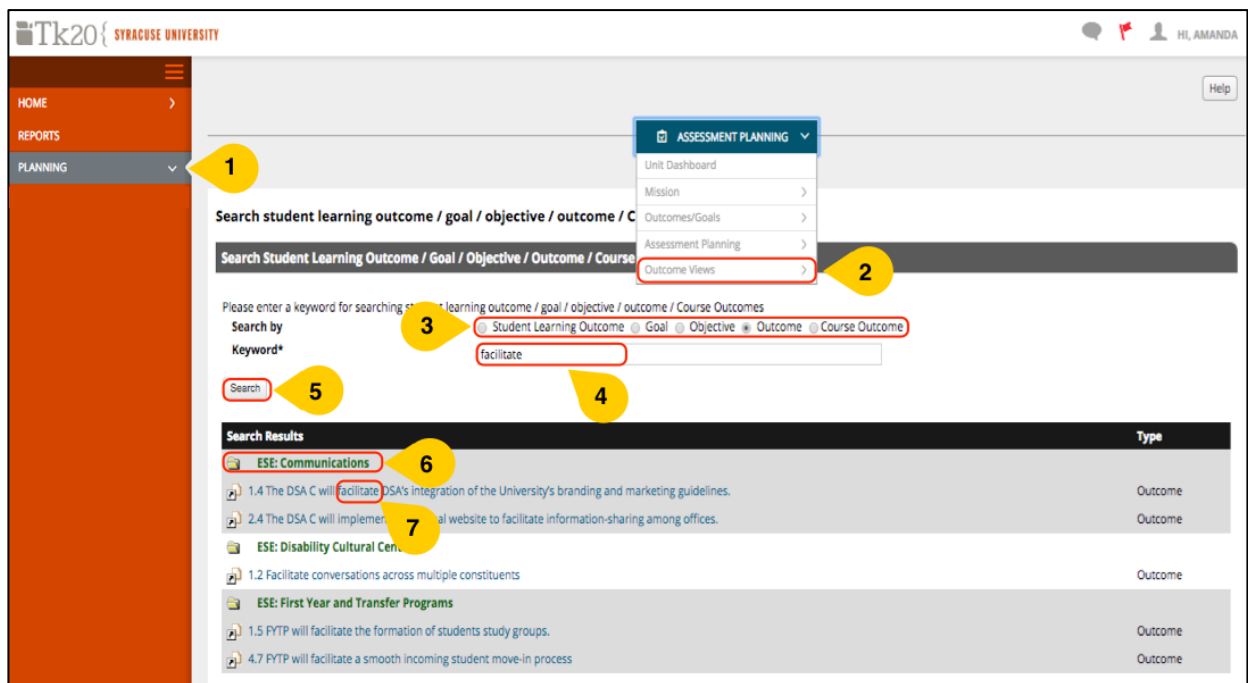 Tk20{ SYRACUSE UNIVERSITY
HI, AMANDA
Help
HOME
REPORTS
PLANNING
1
ASSESSMENT PLANNING
Unit Dashboard
Mission
Outcomes/Goals
Assessment Planning
Outcome Views
2
Search student learning outcome / goal / objective / outcome / C
Search Student Learning Outcome / Goal / Objective / Outcome / Course
Please enter a keyword for searching student learning outcome / goal / objective / outcome / Course Outcomes
Search by
3
Student Learning Outcome Goal Objective Outcome Course Outcome
Keyword*
facilitate
4
Search
5
Search Results Type
ESE: Communications
6
1.4 The DSA C will facilitate DSA's integration of the University's branding and marketing guidelines. Outcome
7
2.4 The DSA C will implemen al website to facilitate information-sharing among offices. Outcome
ESE: Disability Cultural Cen
1.2 Facilitate conversations across multiple constituents Outcome
ESE: First Year and Transfer Programs
1.5 FYTP will facilitate the formation of students study groups. Outcome
4.7 FYTP will facilitate a smooth incoming student move-in process Outcome